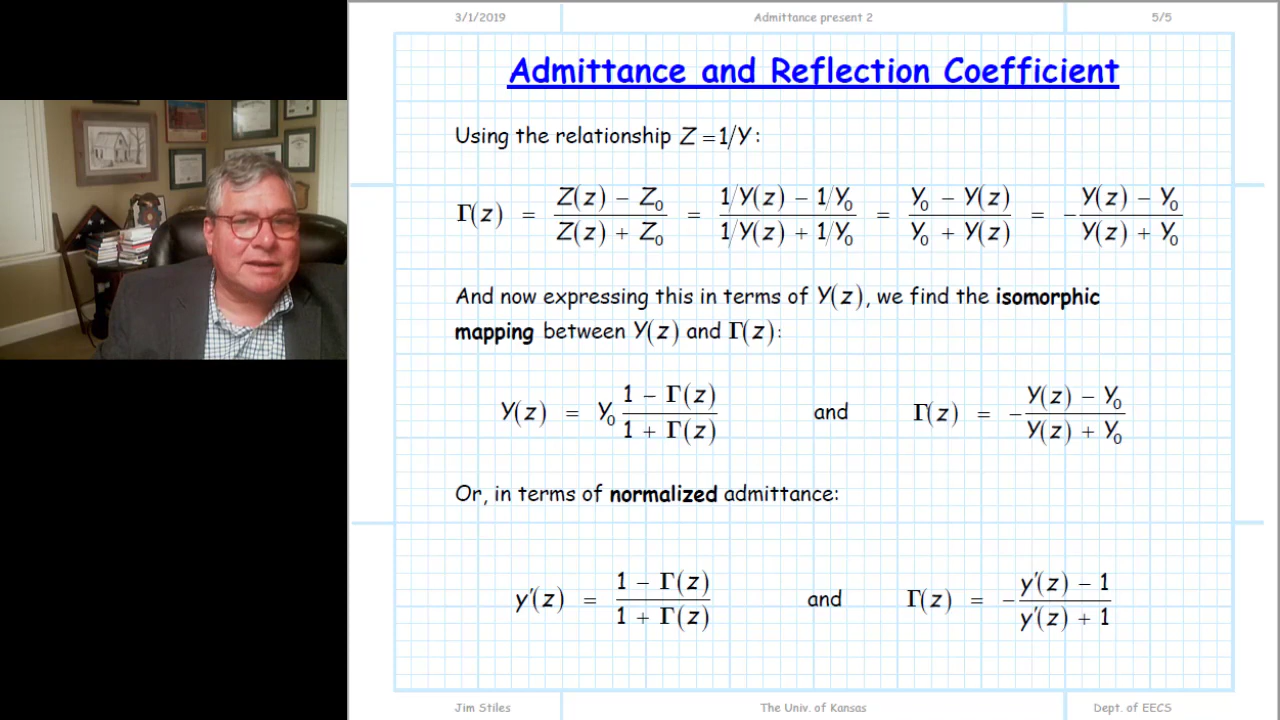 3/1/2019 Admittance present 2 5/5
Admittance and Reflection Coefficient
Using the relationship Z = 1/Y:
Γ(z) = (Z(z) − Z₀)/(Z(z) + Z₀) = (1/Y(z) − 1/Y₀)/(1/Y(z) + 1/Y₀) = (Y₀ − Y(z))/(Y₀ + Y(z)) = −(Y(z) − Y₀)/(Y(z) + Y₀)
And now expressing this in terms of Y(z), we find the isomorphic
mapping between Y(z) and Γ(z):
Y(z) = Y₀ (1 − Γ(z))/(1 + Γ(z)) and Γ(z) = −(Y(z) − Y₀)/(Y(z) + Y₀)
Or, in terms of normalized admittance:
y′(z) = (1 − Γ(z))/(1 + Γ(z)) and Γ(z) = −(y′(z) − 1)/(y′(z) + 1)
Jim Stiles The Univ. of Kansas Dept. of EECS